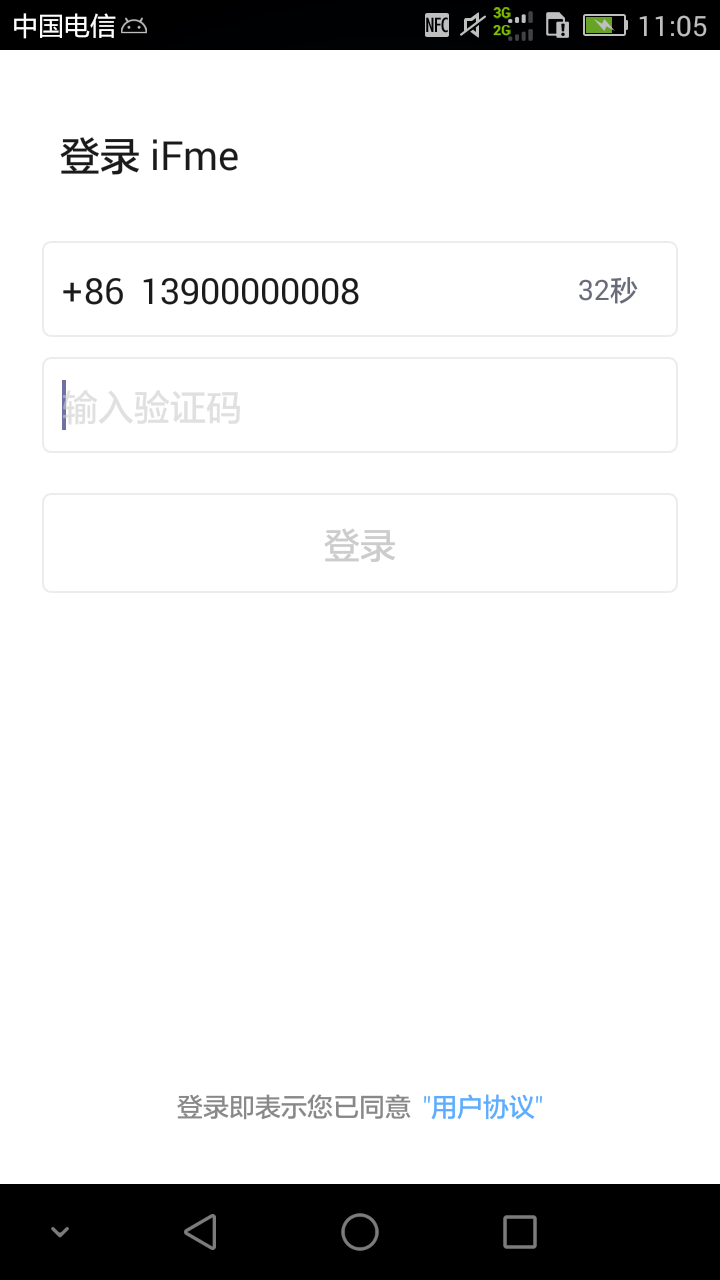 中国电信 NFC 3G 2G 11:05
登录 iFme
+86 13900000008 32秒
输入验证码
登录
登录即表示您已同意 "用户协议"